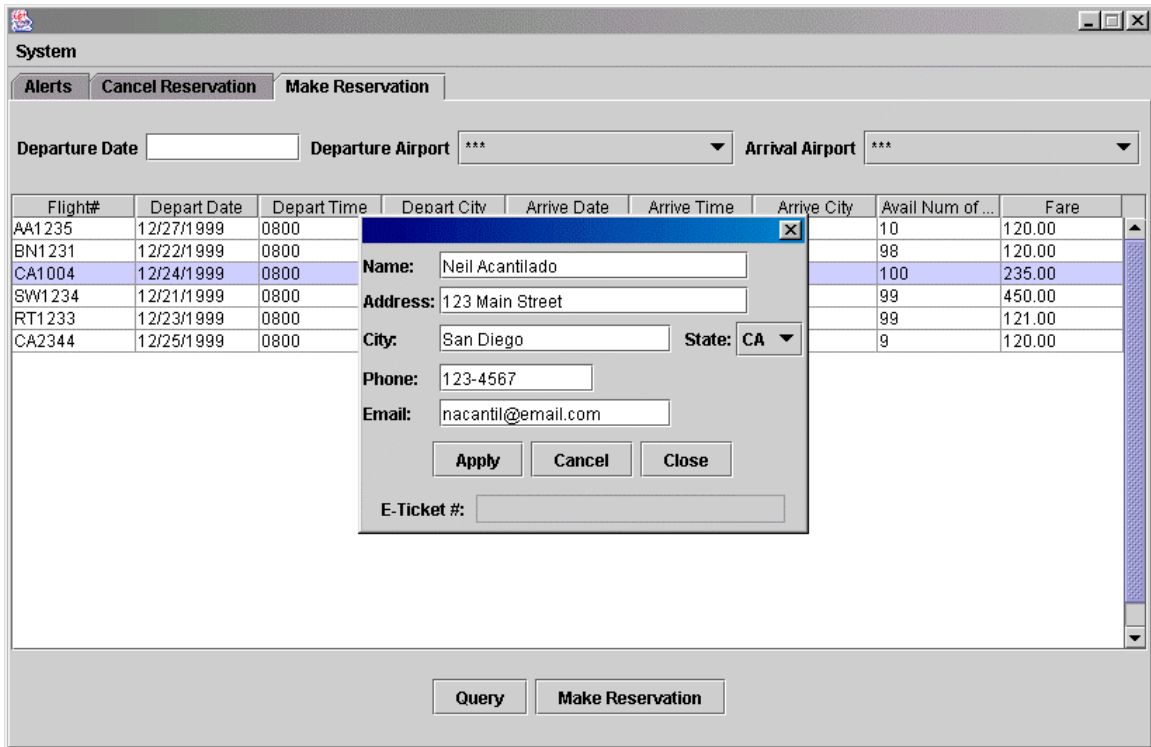 System
Alerts Cancel Reservation Make Reservation
Departure Date Departure Airport *** Arrival Airport ***
Flight# Depart Date Depart Time Depart City Arrive Date Arrive Time Arrive City Avail Num of ... Fare
AA1235 12/27/1999 0800 10 120.00
BN1231 12/22/1999 0800 98 120.00
CA1004 12/24/1999 0800 100 235.00
SW1234 12/21/1999 0800 99 450.00
RT1233 12/23/1999 0800 99 121.00
CA2344 12/25/1999 0800 9 120.00
Name: Neil Acantilado
Address: 123 Main Street
City: San Diego State: CA
Phone: 123-4567
Email: nacantil@email.com
Apply Cancel Close
E-Ticket #:
Query Make Reservation